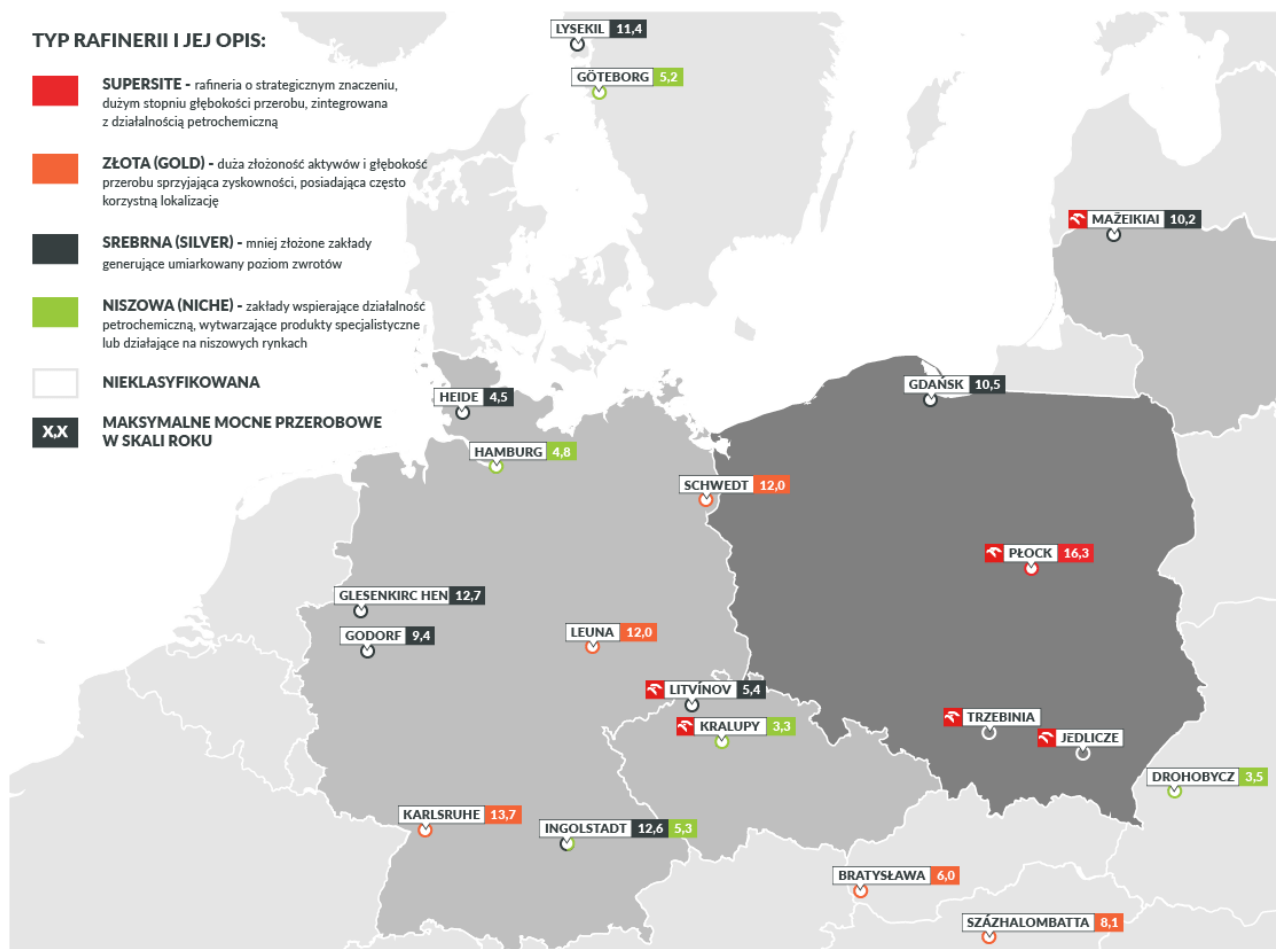 TYP RAFINERII I JEJ OPIS:
SUPERSITE - rafineria o strategicznym znaczeniu,
dużym stopniu głębokości przerobu, zintegrowana
z działalnością petrochemiczną
ZŁOTA (GOLD) - duża złożoność aktywów i głębokość
przerobu sprzyjająca zyskowności, posiadająca często
korzystną lokalizację
SREBRNA (SILVER) - mniej złożone zakłady
generujące umiarkowany poziom zwrotów
NISZOWA (NICHE) - zakłady wspierające działalność
petrochemiczną, wytwarzające produkty specjalistyczne
lub działające na niszowych rynkach
NIEKLASYFIKOWANA
X,X MAKSYMALNE MOCNE PRZEROBOWE
W SKALI ROKU
LYSEKIL 11,4
GÖTEBORG 5,2
MAŽEIKIAI 10,2
GDAŃSK 10,5
HEIDE 4,5
HAMBURG 4,8
SCHWEDT 12,0
PŁOCK 16,3
GLESENKIRC HEN 12,7
GODORF 9,4
LEUNA 12,0
LITVÍNOV 5,4
KRALUPY 3,3
TRZEBINIA
JEDLICZE
DROHOBYCZ 3,5
KARLSRUHE 13,7
INGOLSTADT 12,6 5,3
BRATYSŁAWA 6,0
SZÁZHALOMBATTA 8,1